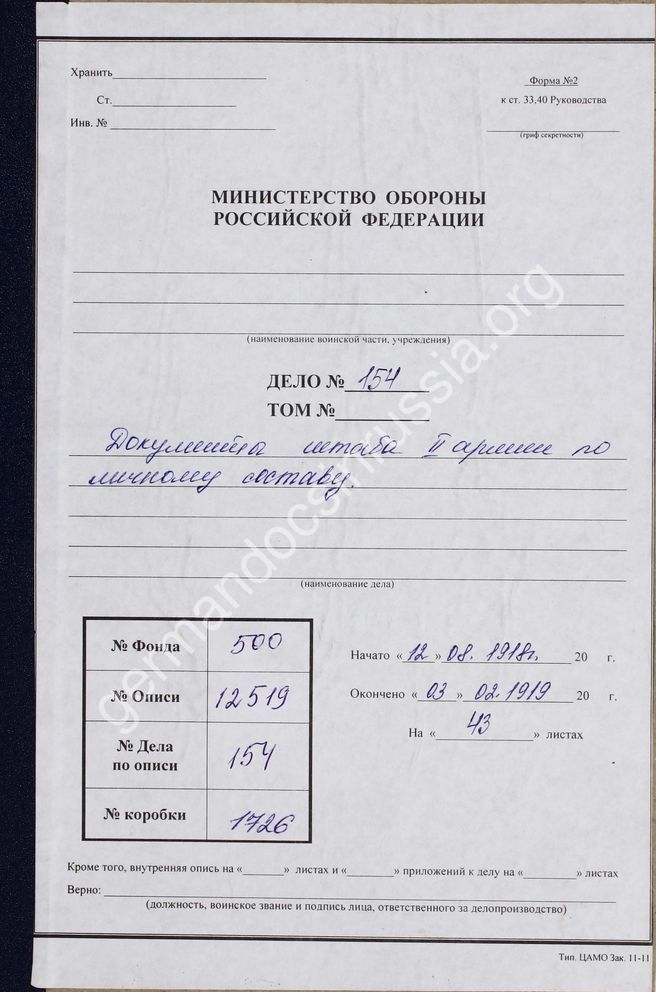 Хранить
Форма №2
Ст.
к ст. 33,40 Руководства
Инв. №
(гриф секретности)
МИНИСТЕРСТВО ОБОРОНЫ
РОССИЙСКОЙ ФЕДЕРАЦИИ
(наименование воинской части, учреждения)
ДЕЛО № 154
ТОМ №
Документы штаба II армии по
личному составу.
(наименование дела)
№ Фонда 500
№ Описи 12519
№ Дела
по описи 154
№ коробки 1726
Начато « 12 » 08. 1918г. 20 г.
Окончено « 03 » 02.1919 20 г.
На « 43 » листах
Кроме того, внутренняя опись на « » листах и « » приложений к делу на « » листах
Верно:
(должность, воинское звание и подпись лица, ответственного за делопроизводство)
Тип. ЦАМО Зак. 11-11
germandocsinrussia.org